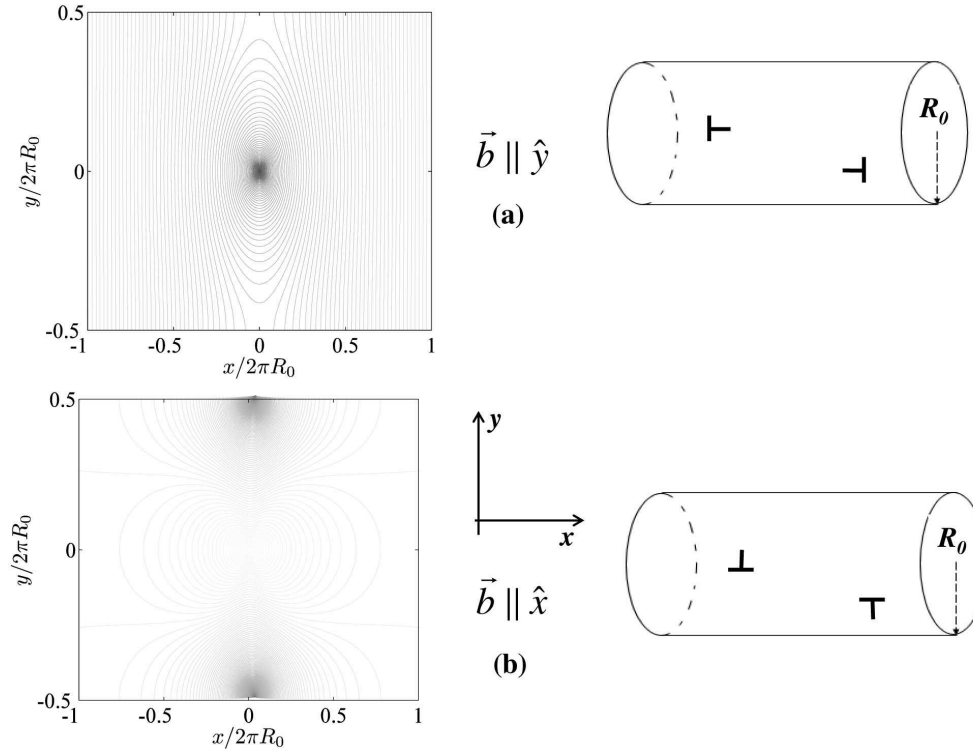 0.5
0
-0.5
y/2πR₀
-1
-0.5
0
0.5
1
x/2πR₀
b⃗ ∥ ŷ
(a)
R₀
0.5
0
-0.5
y/2πR₀
-1
-0.5
0
0.5
1
x/2πR₀
y
x
b⃗ ∥ x̂
(b)
R₀